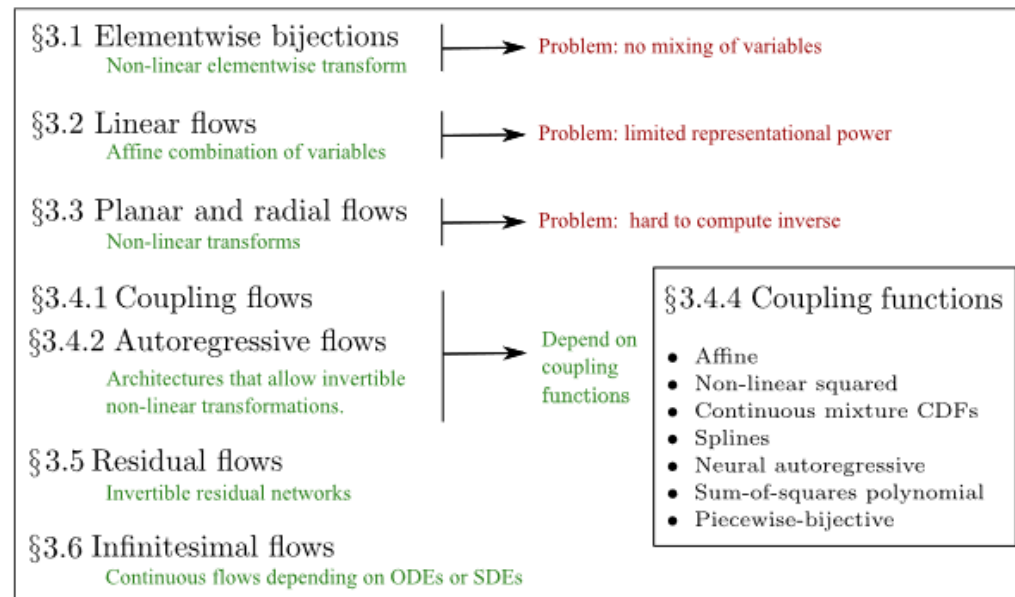 §3.1 Elementwise bijections
Non-linear elementwise transform
Problem: no mixing of variables
§3.2 Linear flows
Affine combination of variables
Problem: limited representational power
§3.3 Planar and radial flows
Non-linear transforms
Problem: hard to compute inverse
§3.4.1 Coupling flows
§3.4.2 Autoregressive flows
Architectures that allow invertible
non-linear transformations.
Depend on
coupling
functions
§3.4.4 Coupling functions
• Affine
• Non-linear squared
• Continuous mixture CDFs
• Splines
• Neural autoregressive
• Sum-of-squares polynomial
• Piecewise-bijective
§3.5 Residual flows
Invertible residual networks
§3.6 Infinitesimal flows
Continuous flows depending on ODEs or SDEs